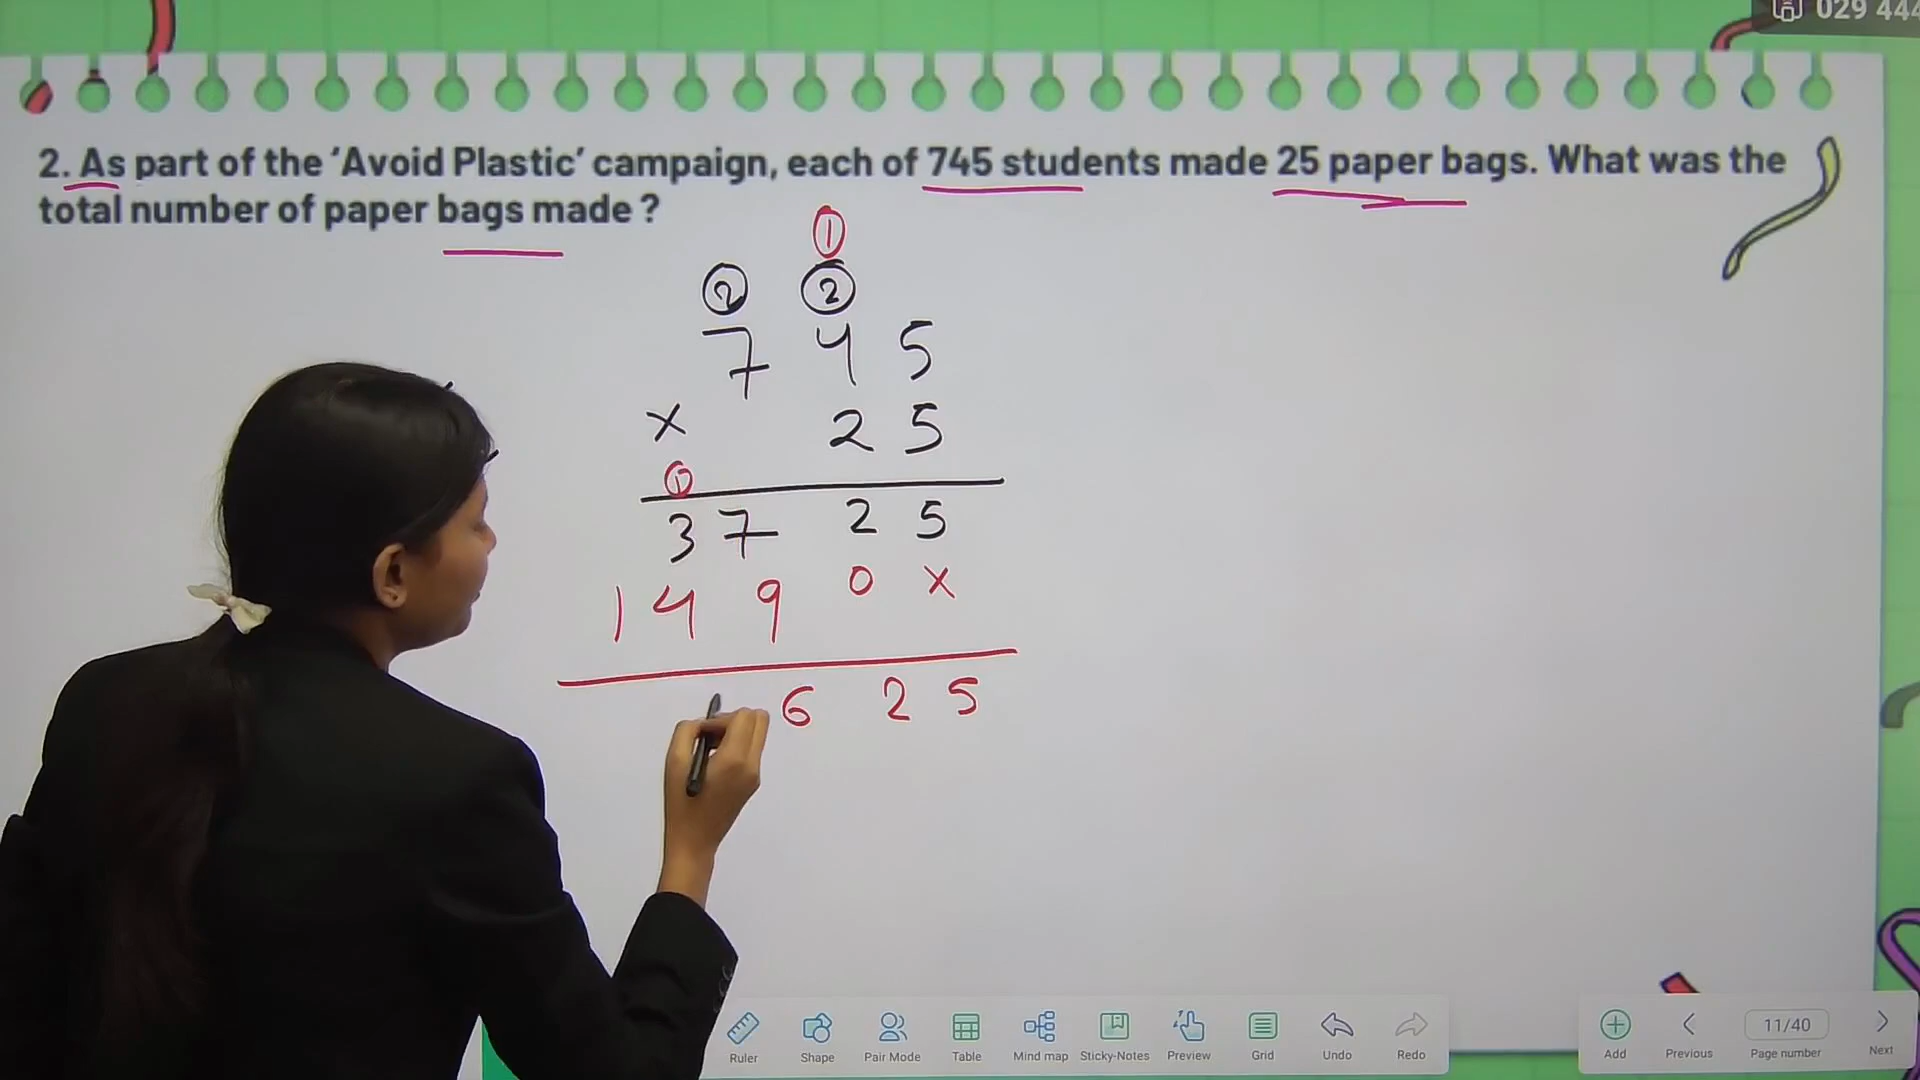 029 444
2. As part of the ‘Avoid Plastic’ campaign, each of 745 students made 25 paper bags. What was the
total number of paper bags made ?
1
2 2
7 4 5
x 2 5
1
3 7 2 5
1 4 9 0 x
6 2 5
Ruler Shape Pair Mode Table Mind map Sticky-Notes Preview Grid Undo Redo Add Previous 11/40 Page number Next